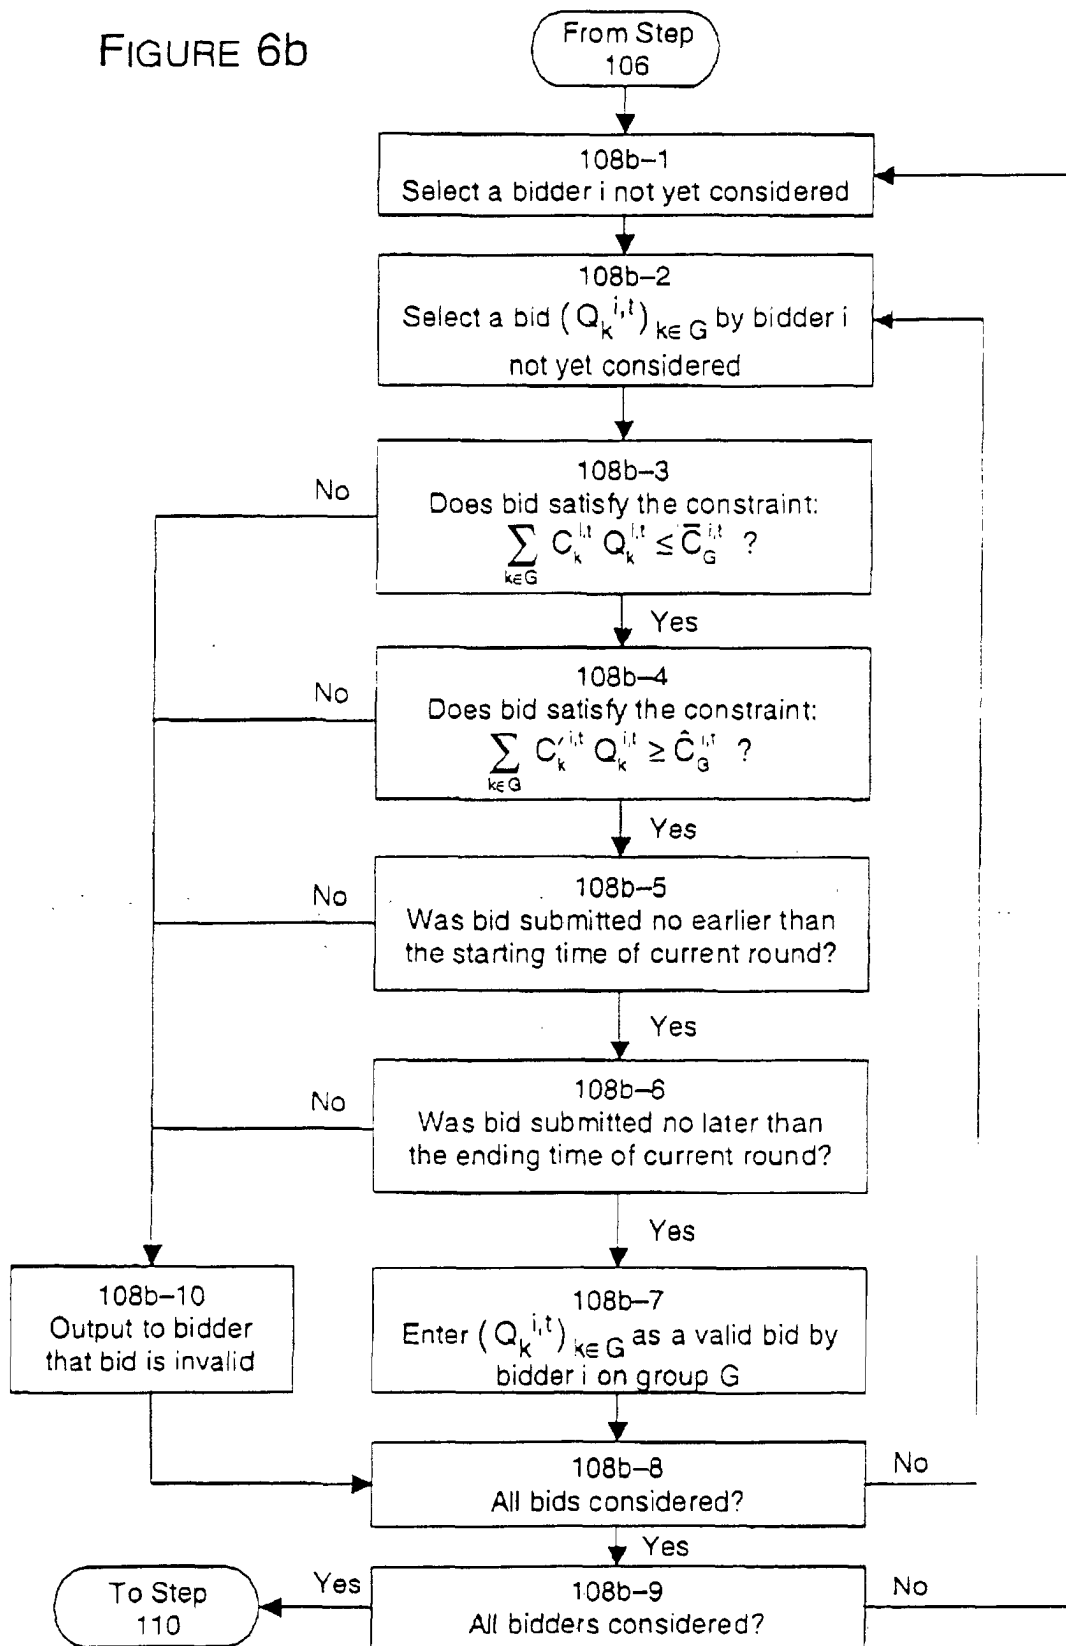 FIGURE 6b
From Step
106
108b–1
Select a bidder i not yet considered
108b–2
Select a bid (Q_k^{i,t})_{k∈G} by bidder i
not yet considered
108b–3
Does bid satisfy the constraint:
∑_{k∈G} C_k^{i,t} Q_k^{i,t} ≤ C̄_G^{i,t} ?
No
Yes
108b–4
Does bid satisfy the constraint:
∑_{k∈G} C′_k^{i,t} Q_k^{i,t} ≥ Ĉ_G^{i,t} ?
No
Yes
108b–5
Was bid submitted no earlier than
the starting time of current round?
No
Yes
108b–6
Was bid submitted no later than
the ending time of current round?
No
Yes
108b–10
Output to bidder
that bid is invalid
108b–7
Enter (Q_k^{i,t})_{k∈G} as a valid bid by
bidder i on group G
108b–8
All bids considered?
No
Yes
108b–9
All bidders considered?
No
Yes
To Step
110